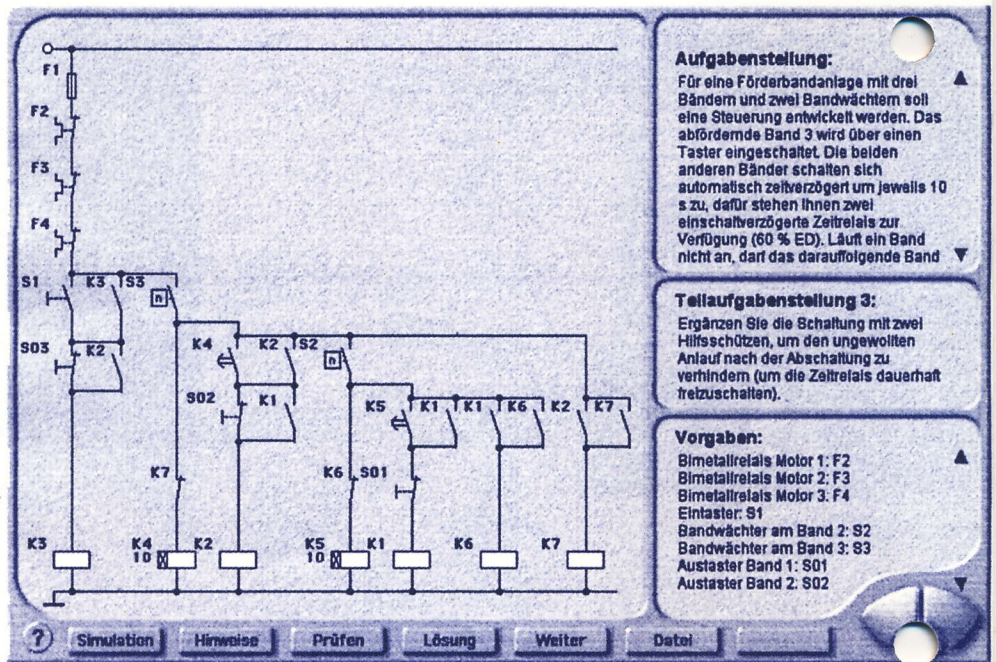 F1
F2
F3
F4
S1 K3 S3
n
K4 K2 S2
S03 K2
n
S02 K1
K5 K1 K1 K6 K2 K7
K7 K6 S01
K3 K4 K2 K5 K1 K6 K7
10 10
Aufgabenstellung:
Für eine Förderbandanlage mit drei
Bändern und zwei Bandwächtern soll
eine Steuerung entwickelt werden. Das
abfördernde Band 3 wird über einen
Taster eingeschaltet. Die beiden
anderen Bänder schalten sich
automatisch zeitverzögert um jeweils 10
s zu, dafür stehen Ihnen zwei
einschaltverzögerte Zeitrelais zur
Verfügung (60 % ED). Läuft ein Band
nicht an, darf das darauffolgende Band
Teilaufgabenstellung 3:
Ergänzen Sie die Schaltung mit zwei
Hilfsschützen, um den ungewollten
Anlauf nach der Abschaltung zu
verhindern (um die Zeitrelais dauerhaft
freizuschalten).
Vorgaben:
Bimetallrelais Motor 1: F2
Bimetallrelais Motor 2: F3
Bimetallrelais Motor 3: F4
Eintaster: S1
Bandwächter am Band 2: S2
Bandwächter am Band 3: S3
Austaster Band 1: S01
Austaster Band 2: S02
? Simulation Hinweise Prüfen Lösung Weiter Datei